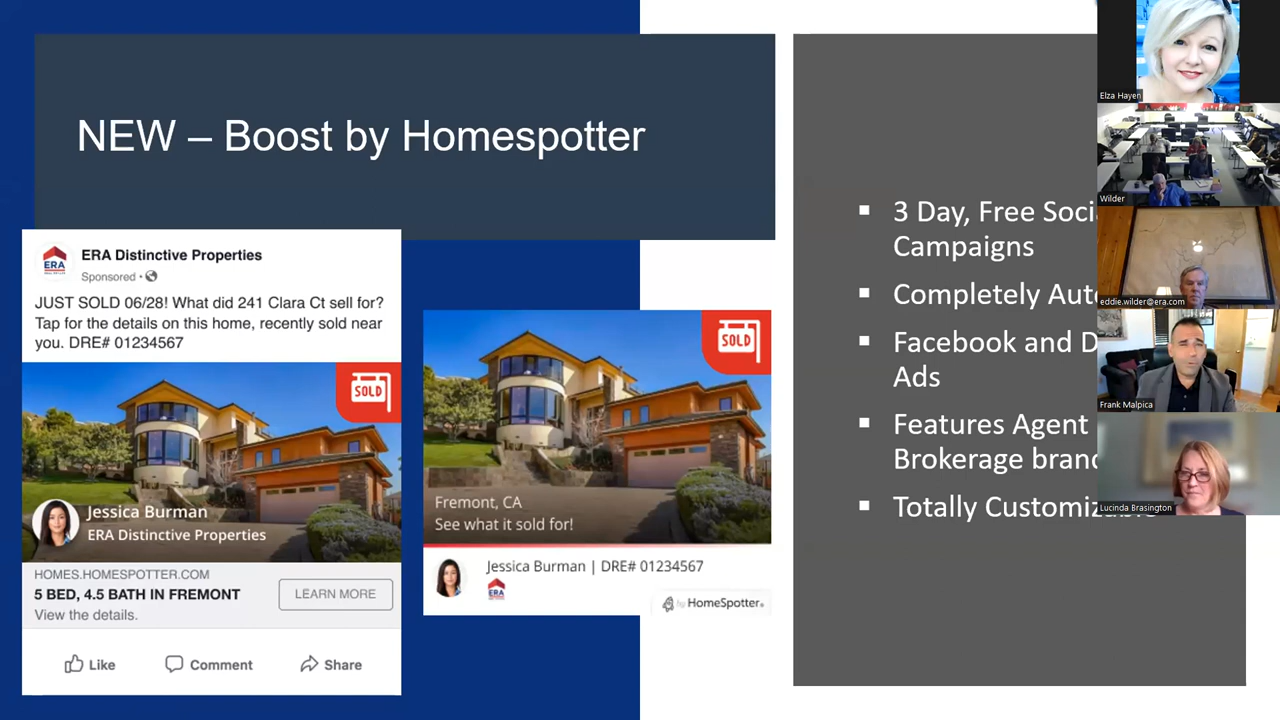 NEW – Boost by Homespotter
ERA Distinctive Properties
Sponsored ·
JUST SOLD 06/28! What did 241 Clara Ct sell for?
Tap for the details on this home, recently sold near
you. DRE# 01234567
SOLD
Jessica Burman
ERA Distinctive Properties
HOMES.HOMESPOTTER.COM
5 BED, 4.5 BATH IN FREMONT
View the details.
LEARN MORE
Like
Comment
Share
ERA
SOLD
Fremont, CA
See what it sold for!
Jessica Burman | DRE# 01234567
ERA
by HomeSpotter
▪ 3 Day, Free
Campaigns
▪ Completely
▪ Facebook and
Ads
▪ Features Agent
Brokerage
▪ Totally
Elza Hayen
Wilder
eddie.wilder@era.com
Frank Malpica
Lucinda Brasington